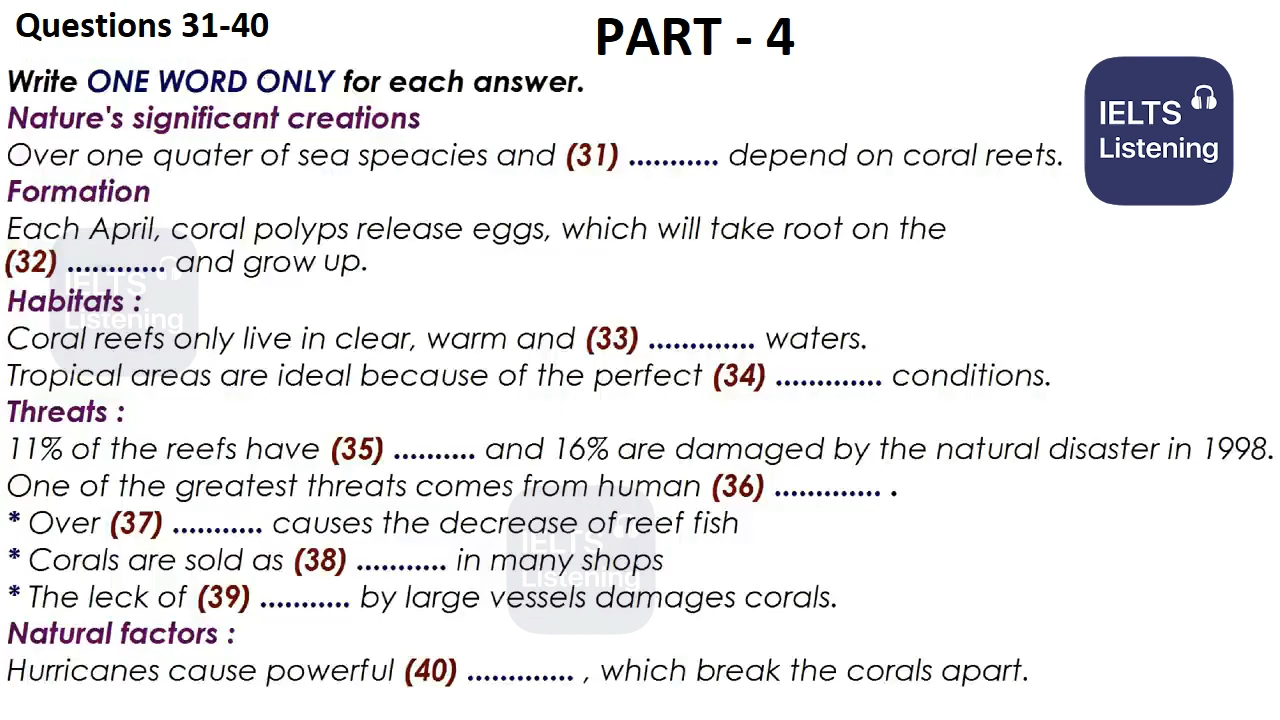 Questions 31-40
PART - 4
Write ONE WORD ONLY for each answer.
IELTS
Listening
Nature's significant creations
Over one quater of sea speacies and (31) ........... depend on coral reets.
Formation
Each April, coral polyps release eggs, which will take root on the
(32) ............ and grow up.
IELTS
Listening
Habitats :
Coral reefs only live in clear, warm and (33) ............. waters.
Tropical areas are ideal because of the perfect (34) ............. conditions.
Threats :
11% of the reefs have (35) .......... and 16% are damaged by the natural disaster in 1998.
One of the greatest threats comes from human (36) ............. .
* Over (37) ........... causes the decrease of reef fish
* Corals are sold as (38) ........... in many shops
IELTS
Listening
* The leck of (39) ........... by large vessels damages corals.
Natural factors :
Hurricanes cause powerful (40) ............. , which break the corals apart.